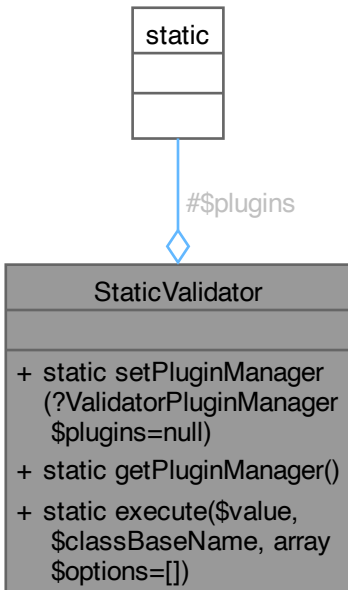 static
#$plugins
StaticValidator
+ static setPluginManager
(?ValidatorPluginManager
$plugins=null)
+ static getPluginManager()
+ static execute($value,
$classBaseName, array
$options=[])